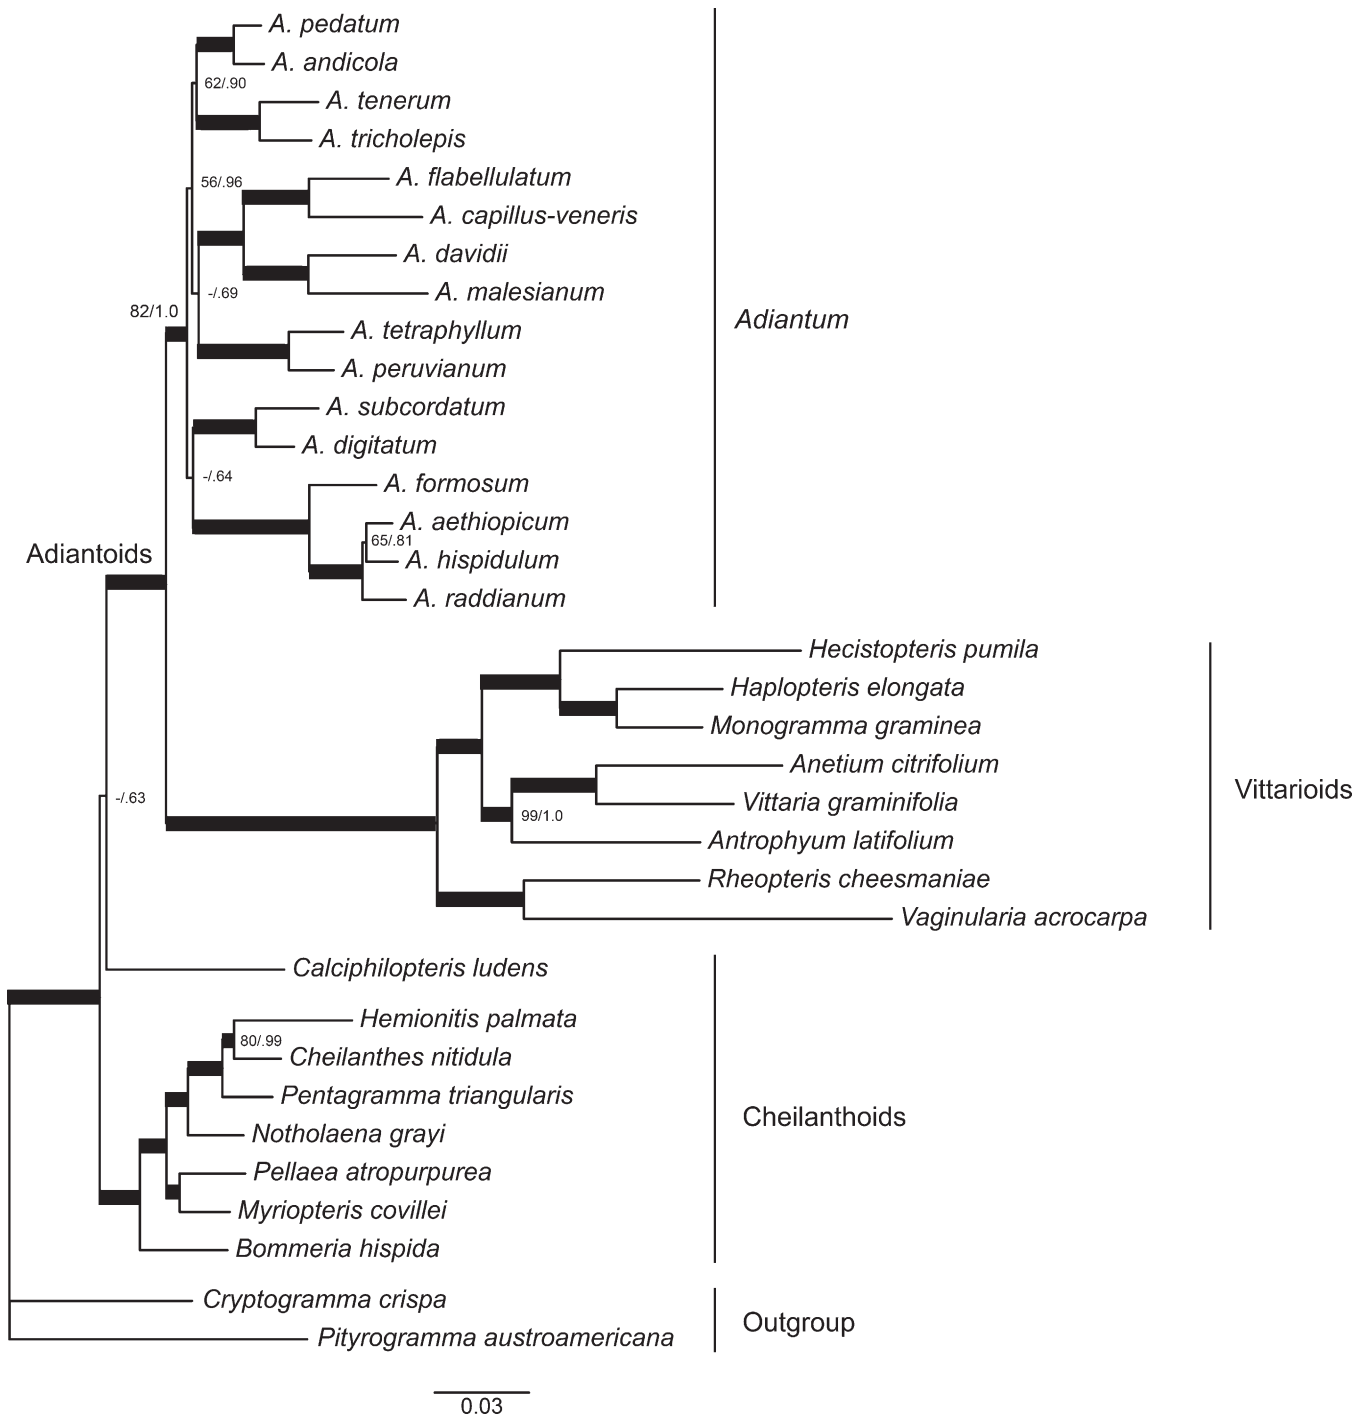 A. pedatum
A. andicola
62/.90
A. tenerum
A. tricholepis
A. flabellulatum
56/.96
A. capillus-veneris
A. davidii
-/.69
A. malesianum
82/1.0
Adiantum
A. tetraphyllum
A. peruvianum
A. subcordatum
A. digitatum
-/.64
A. formosum
A. aethiopicum
65/.81
Adiantoids
A. hispidulum
A. raddianum
Hecistopteris pumila
Haplopteris elongata
Monogramma graminea
Anetium citrifolium
Vittarioids
-/.63
Vittaria graminifolia
99/1.0
Antrophyum latifolium
Rheopteris cheesmaniae
Vaginularia acrocarpa
Calciphilopteris ludens
Hemionitis palmata
80/.99
Cheilanthes nitidula
Pentagramma triangularis
Cheilanthoids
Notholaena grayi
Pellaea atropurpurea
Myriopteris covillei
Bommeria hispida
Cryptogramma crispa
Outgroup
Pityrogramma austroamericana
0.03